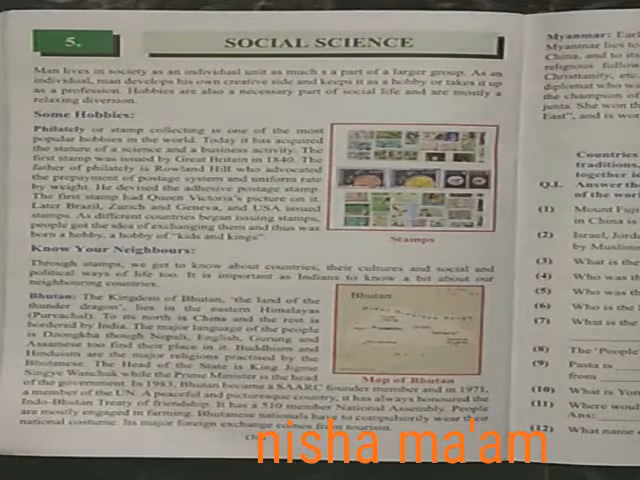 5.
SOCIAL SCIENCE
Man lives in society as an individual unit as much s a part of a larger group. As an
individual, man develops his own creative side and keeps it as a hobby or takes it up
as a profession. Hobbies are also a necessary part of social life and are mostly a
relaxing diversion.
Some Hobbies:
Philately or stamp collecting is one of the most
popular hobbies in the world. Today it has acquired
the stature of a science and a business activity. The
first stamp was issued by Great Britain in 1840. The
father of philately is Rowland Hill who advocated
the prepayment of postage system and uniform rate
by weight. He devised the adhesive postage stamp.
The first stamp had Queen Victoria's picture on it.
Later Brazil, Zurich and Geneva, and USA issued
stamps. As different countries began issuing stamps,
people got the idea of exchanging them and thus was
born a hobby, a hobby of "kids and kings"
Stamps
Know Your Neighbours:
Through stamps, we get to know about countries, their cultures and social and
political ways of life too. It is important as Indians to know a bit about our
neighbouring countries.
Bhutan: The Kingdom of Bhutan, 'the land of the
thunder dragon', lies in the eastern Himalayas
(Purvachal). To its north is China and the rest is
bordered by India. The major language of the people
is Dzongkha though Nepali, English, Gurung and
Assamese too find their place in it. Buddhism and
Hinduism are the major religions practised by the
Bhutanese. The Head of the State is King Jigme
Singye Wanchuk while the Prime Minister is the head
of the government. In 1983, Bhutan became a SAARC founder member and in 1971,
a member of the UN. A peaceful and picturesque country, it has always honoured the
Indo-Bhutan Treaty of friendship. It has a 510 member National Assembly. People
are mostly engaged in farming. Bhutanese nationals have to compulsorily wear their
national costume. Its major foreign exchange comes from tourism.
Bhutan
Map of Bhutan
nisha ma'am
Myanmar: Earl
Myanmar lies to
China, and to its
religious follow
Christianity, etc
diplomat who wa
the champion of
junta. She won th
East", and is wor
Countries
traditions,
together i
Q.I. Answer th
of the worl
(1) Mount Fuji
in China is
(2) Israel, Jord
by Muslim
(3) What is the
(4) Who was th
(5) Who was th
(6) Who is the
(7) What is the
(8) The 'People
(9) Pasta is
from
(10) What is Yo
(11) Where woul
Ans:
(12) What name